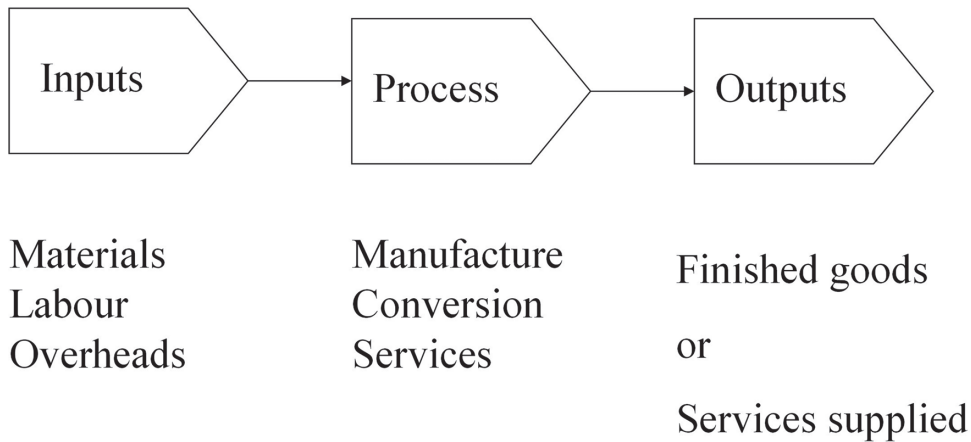 Inputs
Process
Outputs
Materials
Labour
Overheads
Manufacture
Conversion
Services
Finished goods
or
Services supplied